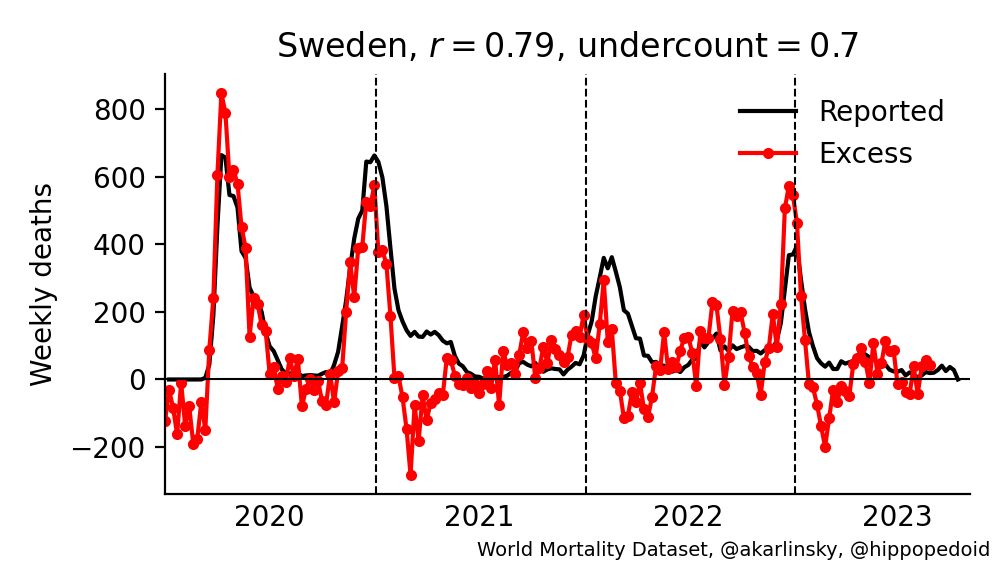 Sweden, r = 0.79, undercount = 0.7
Reported
Excess
Weekly deaths
800
600
400
200
0
−200
2020 2021 2022 2023
World Mortality Dataset, @akarlinsky, @hippopedoid